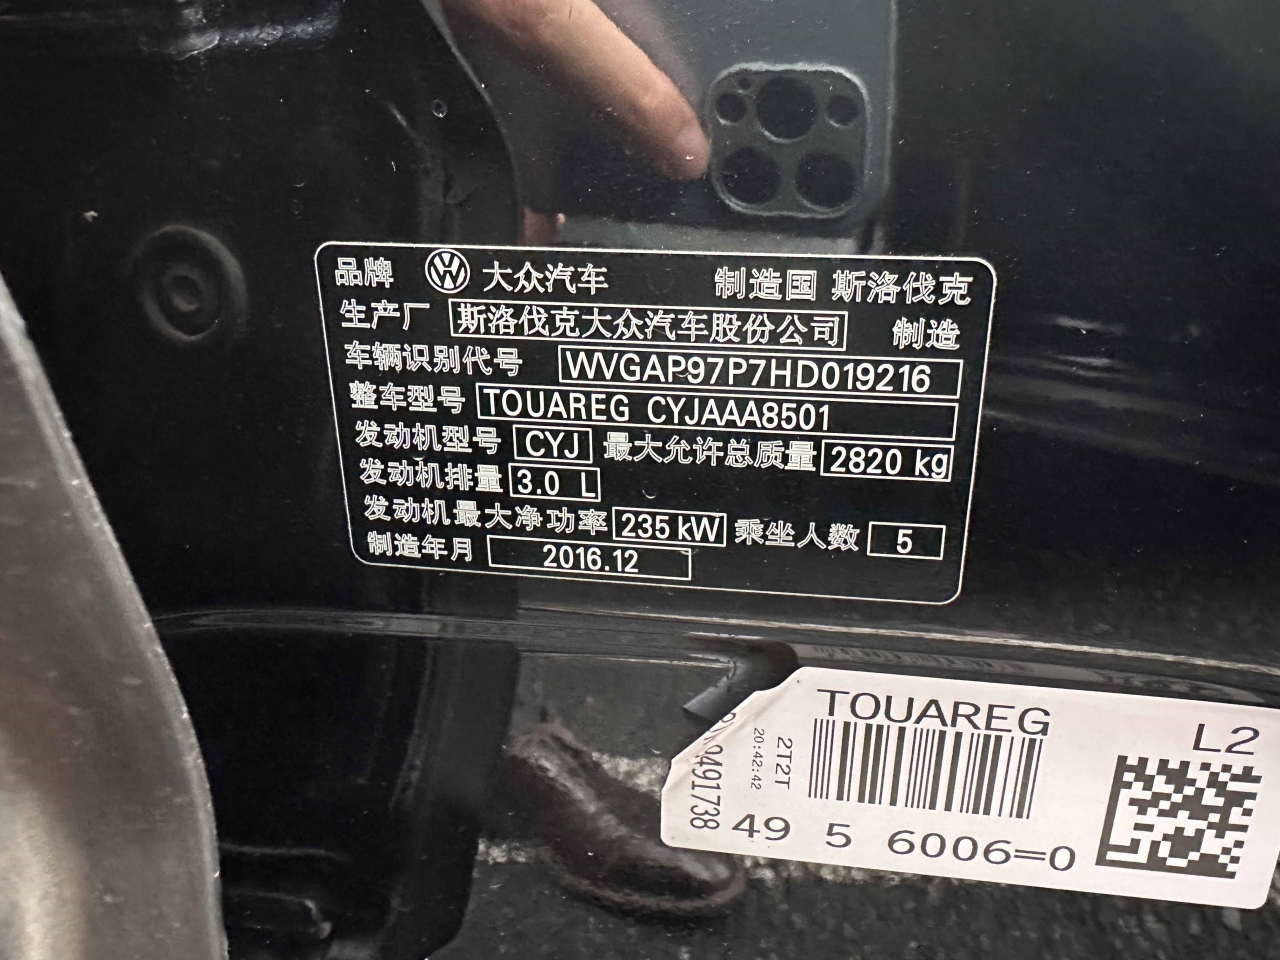 品牌 大众汽车 制造国 斯洛伐克
生产厂 斯洛伐克大众汽车股份公司 制造
车辆识别代号 WVGAP97P7HD019216
整车型号 TOUAREG CYJAAA8501
发动机型号 CYJ 最大允许总质量 2820 kg
发动机排量 3.0 L
发动机最大净功率 235 kW 乘坐人数 5
制造年月 2016.12
TOUAREG
L2
2T2T
20:42:42
9491738
49 5 6006=0